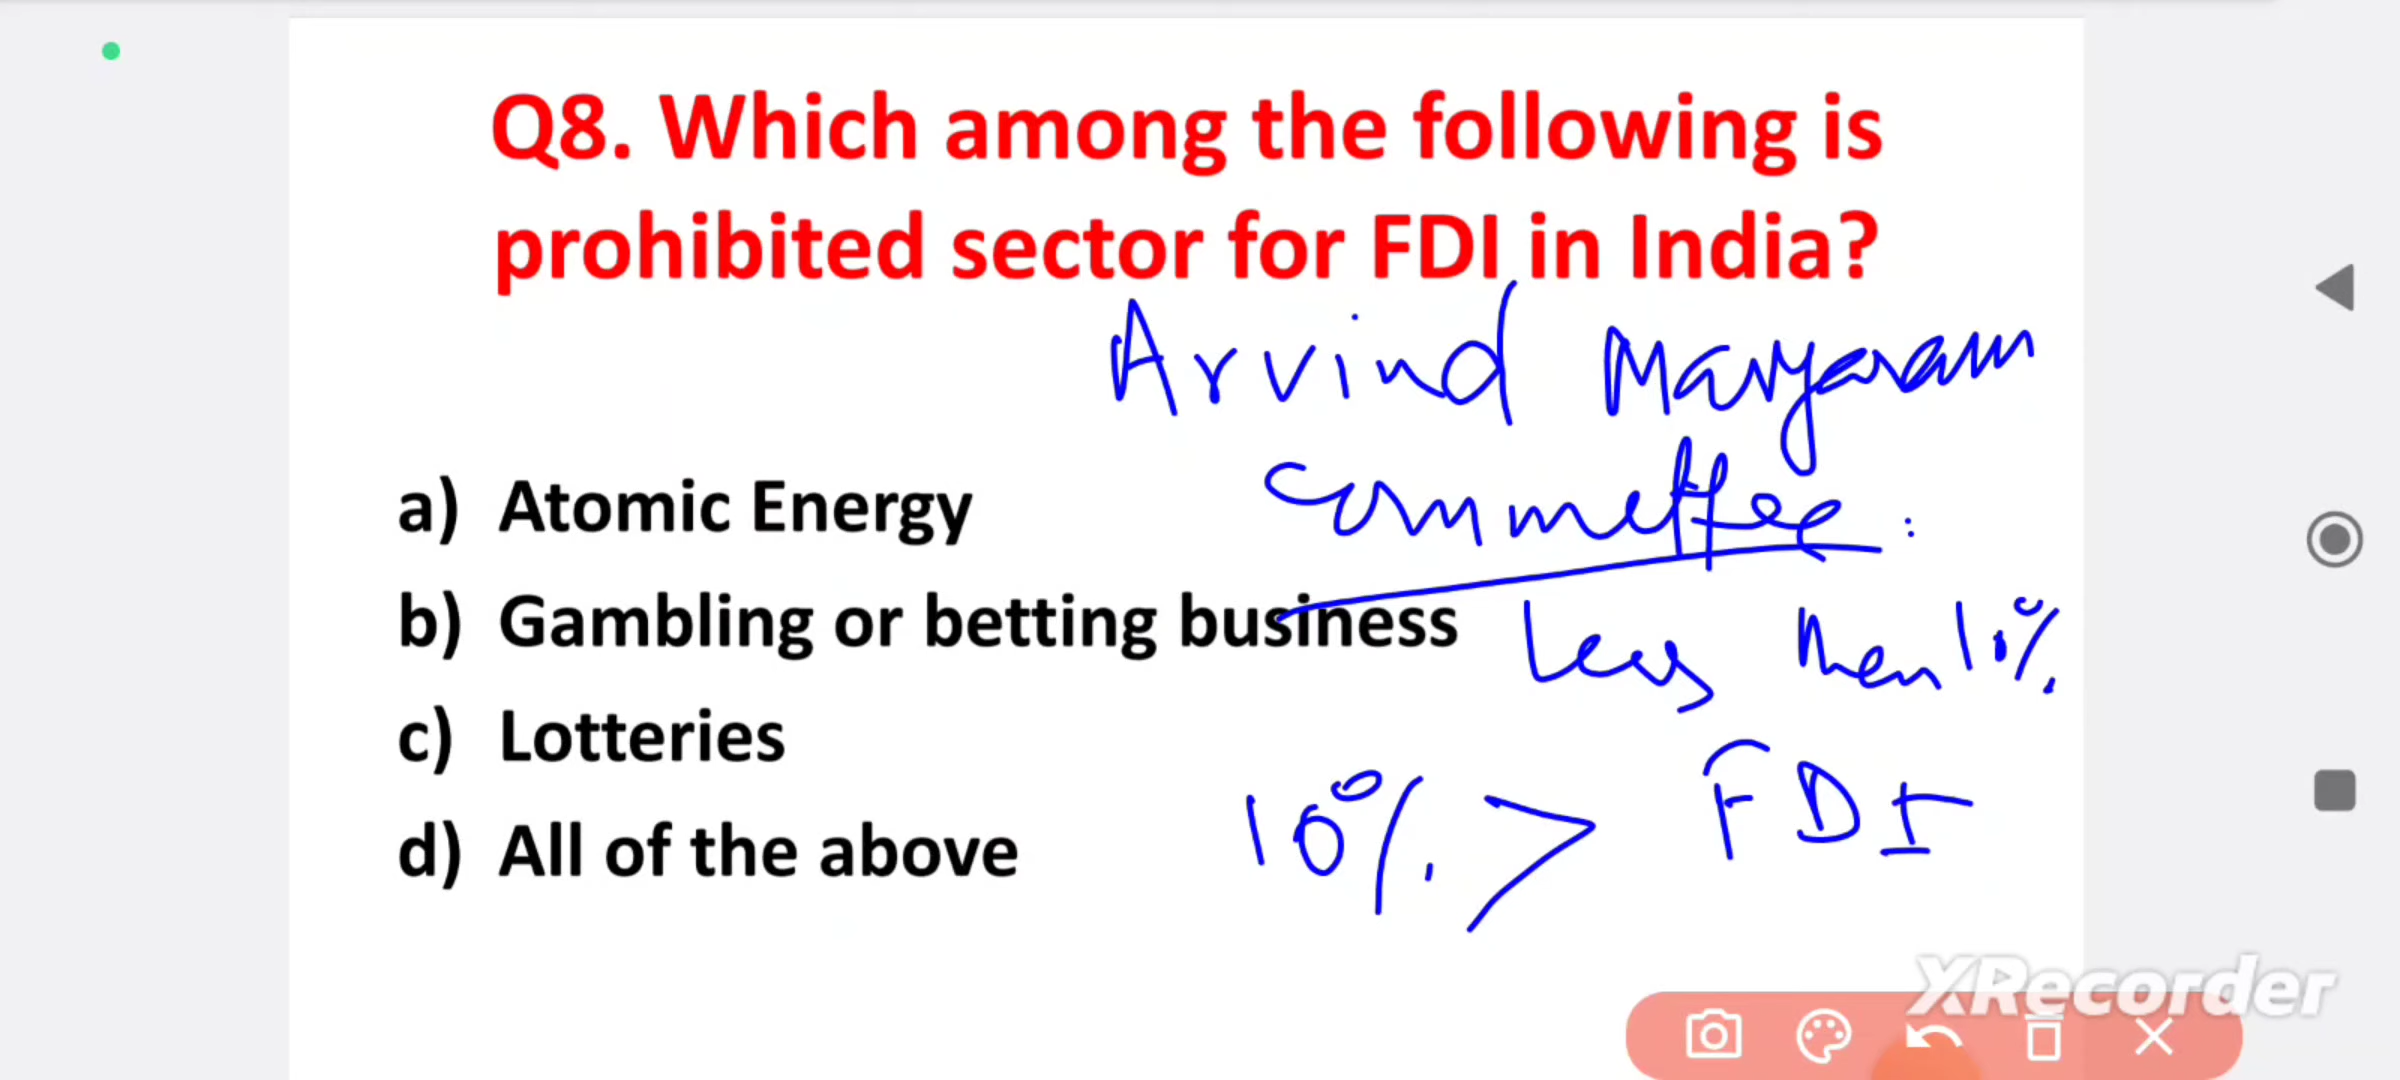 Q8. Which among the following is
prohibited sector for FDI in India?
Arvind Mayaram
committee :
a) Atomic Energy
b) Gambling or betting business
Less then 10%.
c) Lotteries
10%. > FDI
d) All of the above
XRecorder